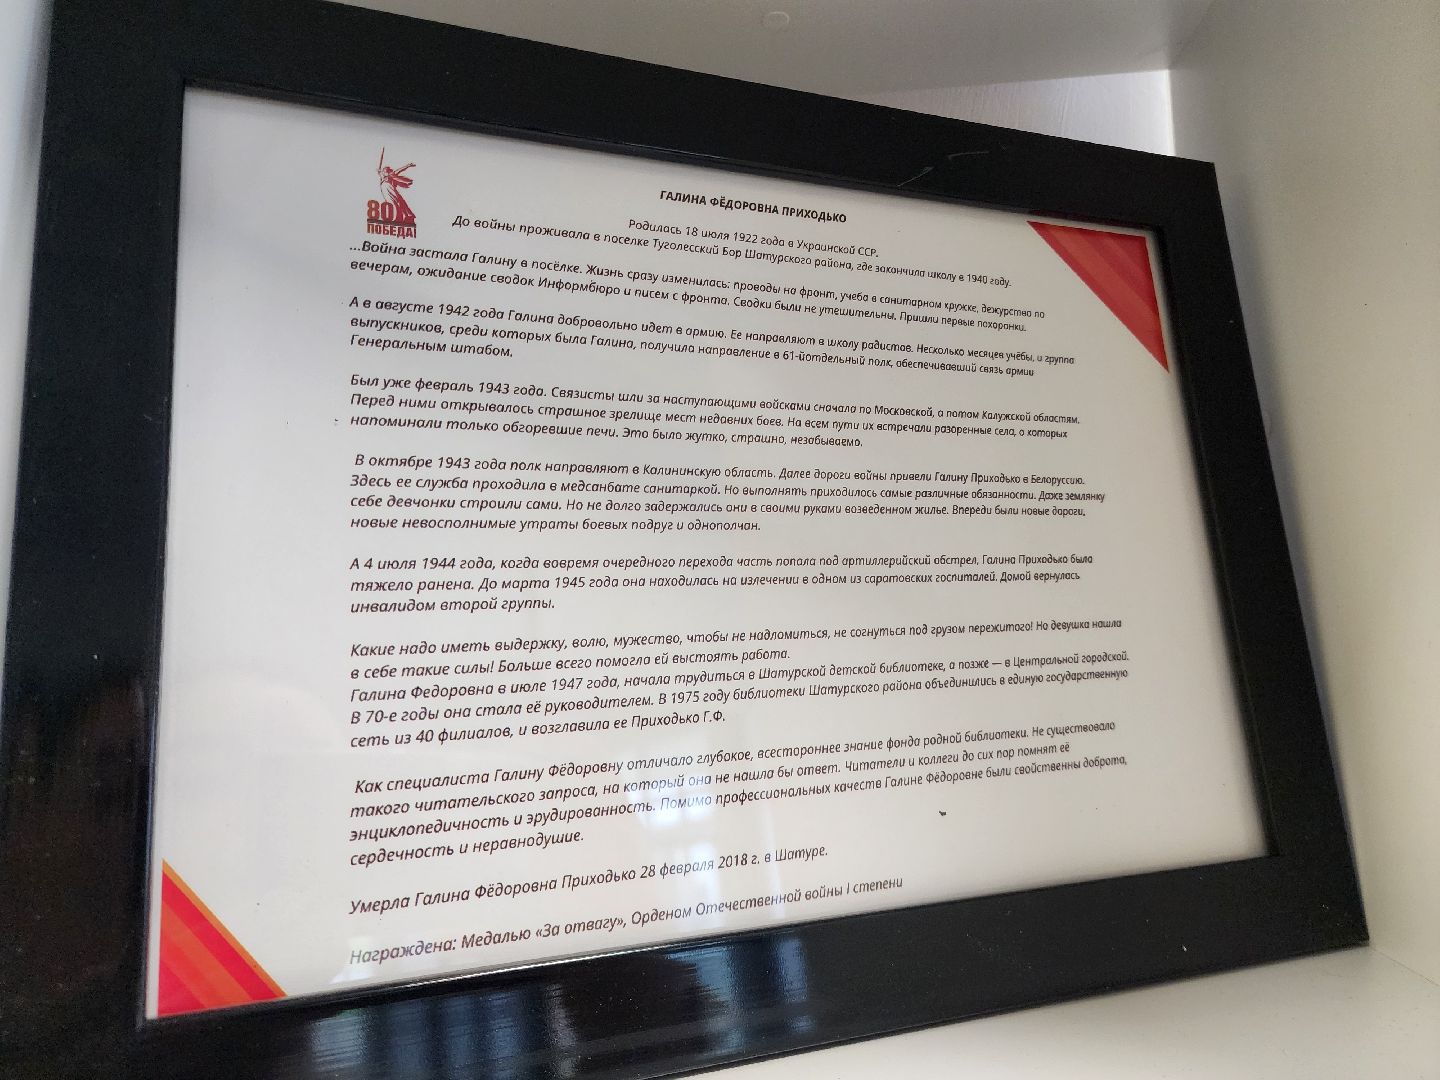 80
ПОБЕДА!
ГАЛИНА ФЁДОРОВНА ПРИХОДЬКО
Родилась 18 июля 1922 года в Украинской ССР.
До войны проживала в поселке Туголесский Бор Шатурского района, где закончила школу в 1940 году.
...Война застала Галину в посёлке. Жизнь сразу изменилась: проводы на фронт, учеба в санитарном кружке, дежурство по
вечерам, ожидание сводок Информбюро и писем с фронта. Сводки были не утешительны. Пришли первые похоронки.
А в августе 1942 года Галина добровольно идет в армию. Ее направляют в школу радистов. Несколько месяцев учёбы, и группа
выпускников, среди которых была Галина, получила направление в 61-йотдельный полк, обеспечивавший связь армии
Генеральным штабом.
Был уже февраль 1943 года. Связисты шли за наступающими войсками сначала по Московской, а потом Калужской областям.
Перед ними открывалось страшное зрелище мест недавних боев. На всем пути их встречали разоренные села, о которых
напоминали только обгоревшие печи. Это было жутко, страшно, незабываемо.
В октябре 1943 года полк направляют в Калининскую область. Далее дороги войны привели Галину Приходько в Белоруссию.
Здесь ее служба проходила в медсанбате санитаркой. Но выполнять приходилось самые различные обязанности. Даже землянку
себе девчонки строили сами. Но не долго задержались они в своими руками возведенном жилье. Впереди были новые дороги,
новые невосполнимые утраты боевых подруг и однополчан.
А 4 июля 1944 года, когда вовремя очередного перехода часть попала под артиллерийский обстрел, Галина Приходько была
тяжело ранена. До марта 1945 года она находилась на излечении в одном из саратовских госпиталей. Домой вернулась
инвалидом второй группы.
Какие надо иметь выдержку, волю, мужество, чтобы не надломиться, не согнуться под грузом пережитого! Но девушка нашла
в себе такие силы! Больше всего помогла ей выстоять работа.
Галина Федоровна в июле 1947 года, начала трудиться в Шатурской детской библиотеке, а позже — в Центральной городской.
В 70-е годы она стала её руководителем. В 1975 году библиотеки Шатурского района объединились в единую государственную
сеть из 40 филиалов, и возглавила ее Приходько Г.Ф.
Как специалиста Галину Фёдоровну отличало глубокое, всестороннее знание фонда родной библиотеки. Не существовало
такого читательского запроса, на который она не нашла бы ответ. Читатели и коллеги до сих пор помнят её
энциклопедичность и эрудированность. Помимо профессиональных качеств Галине Фёдоровне были свойственны доброта,
сердечность и неравнодушие.
Умерла Галина Фёдоровна Приходько 28 февраля 2018 г. в Шатуре.
Награждена: Медалью «За отвагу», Орденом Отечественной войны I степени